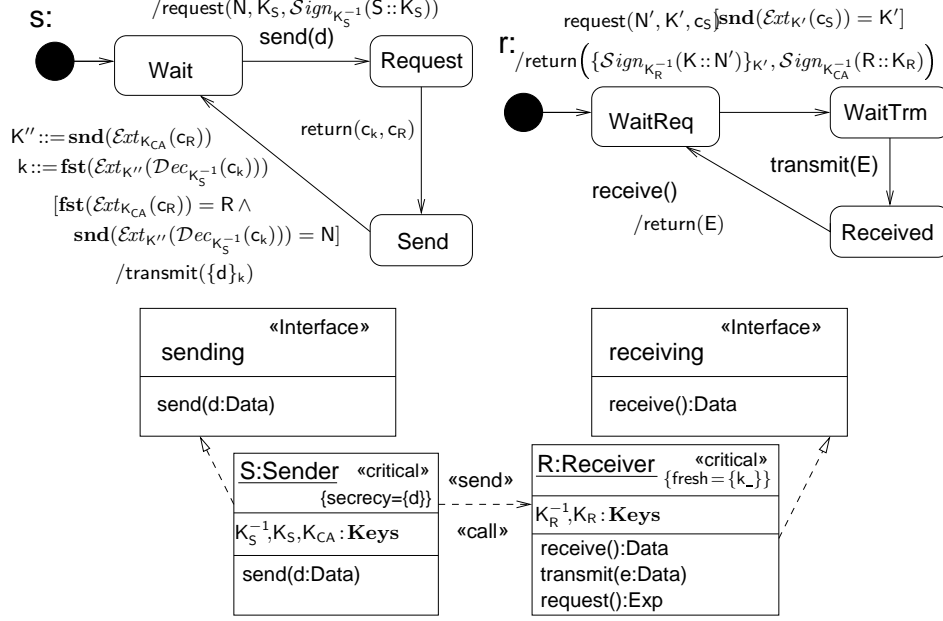 s:
/request(N, K_S, Sign_{K_S^{-1}}(S :: K_S))
send(d)
Wait
Request
return(c_k, c_R)
K'' ::= snd(Ext_{K_CA}(c_R))
k ::= fst(Ext_{K''}(Dec_{K_S^{-1}}(c_k)))
[fst(Ext_{K_CA}(c_R)) = R ∧
snd(Ext_{K''}(Dec_{K_S^{-1}}(c_k))) = N]
/transmit({d}_k)
Send
request(N', K', c_S) [snd(Ext_{K'}(c_S)) = K']
r:
/return({Sign_{K_R^{-1}}(K :: N')}_{K'}, Sign_{K_CA^{-1}}(R :: K_R))
WaitReq
WaitTrm
transmit(E)
receive()
/return(E)
Received
«Interface»
sending
send(d:Data)
«Interface»
receiving
receive():Data
S:Sender «critical»
{secrecy={d}}
K_S^{-1},K_S,K_CA : Keys
send(d:Data)
«send»
«call»
R:Receiver «critical»
{fresh={k_}}
K_R^{-1},K_R : Keys
receive():Data
transmit(e:Data)
request():Exp